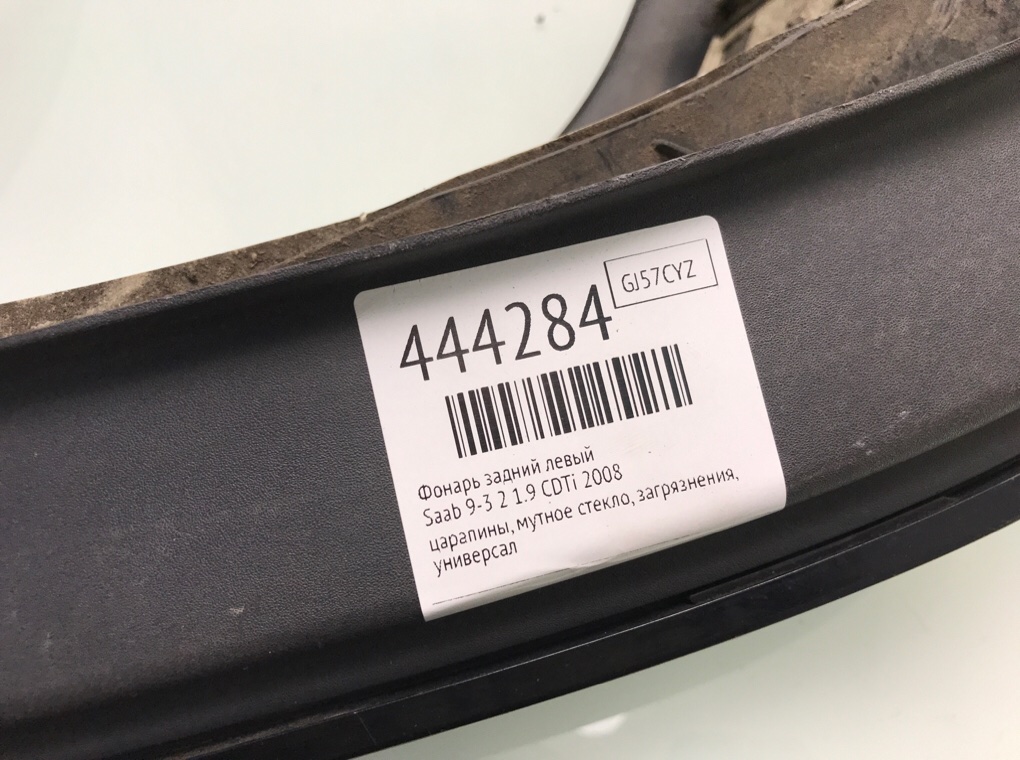 GJ57CYZ
444284
Фонарь задний левый
Saab 9-3 2 1.9 CDTi 2008
царапины, мутное стекло, загрязнения,
универсал